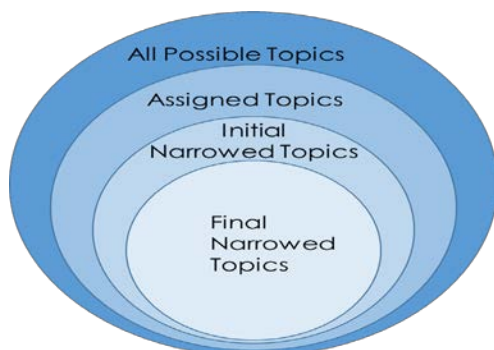 All Possible Topics
Assigned Topics
Initial
Narrowed Topics
Final
Narrowed
Topics